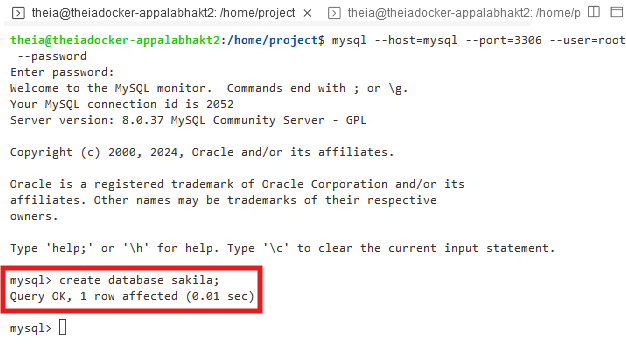 theia@theiadocker-appalabhakt2: /home/project × theia@theiadocker-appalabhakt2: /home/p
theia@theiadocker-appalabhakt2:/home/project$ mysql --host=mysql --port=3306 --user=root
--password
Enter password:
Welcome to the MySQL monitor.  Commands end with ; or \g.
Your MySQL connection id is 2052
Server version: 8.0.37 MySQL Community Server - GPL
Copyright (c) 2000, 2024, Oracle and/or its affiliates.
Oracle is a registered trademark of Oracle Corporation and/or its
affiliates. Other names may be trademarks of their respective
owners.
Type 'help;' or '\h' for help. Type '\c' to clear the current input statement.
mysql> create database sakila;
Query OK, 1 row affected (0.01 sec)
mysql>